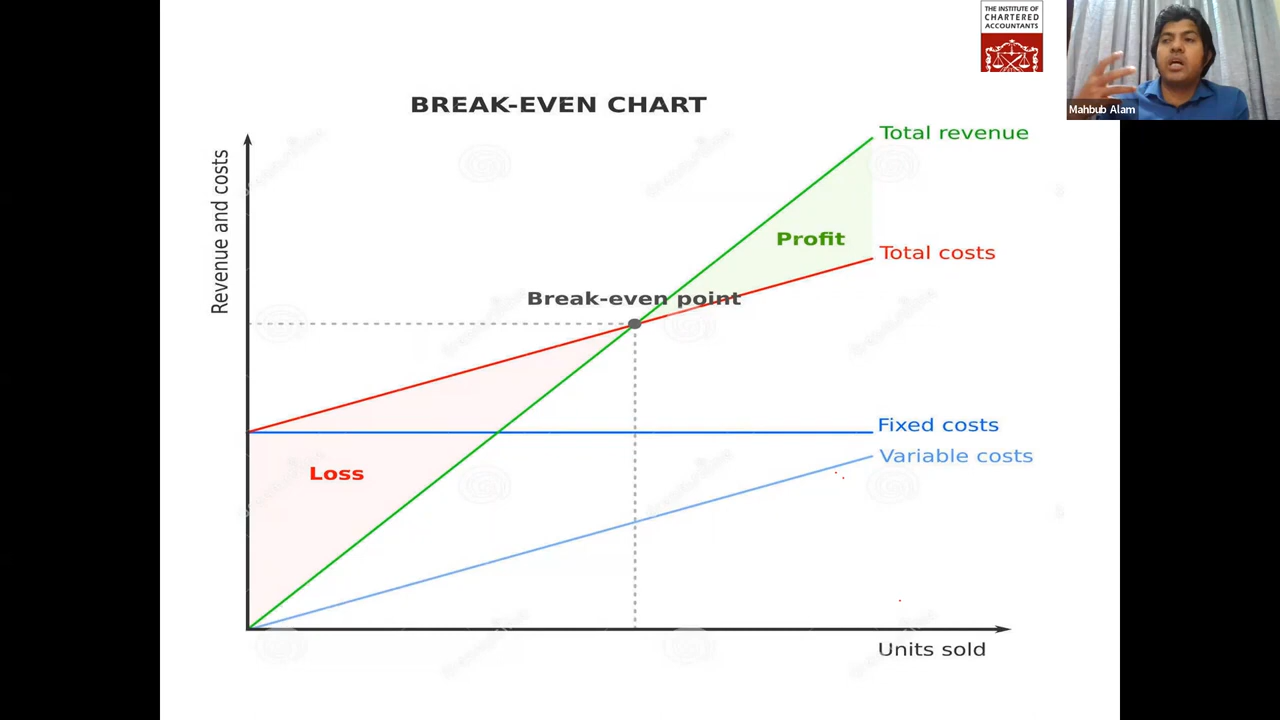 THE INSTITUTE OF
CHARTERED
ACCOUNTANTS
Mahbub Alam
BREAK-EVEN CHART
Total revenue
Revenue and costs
Profit
Total costs
Break-even point
Fixed costs
Variable costs
Loss
Units sold